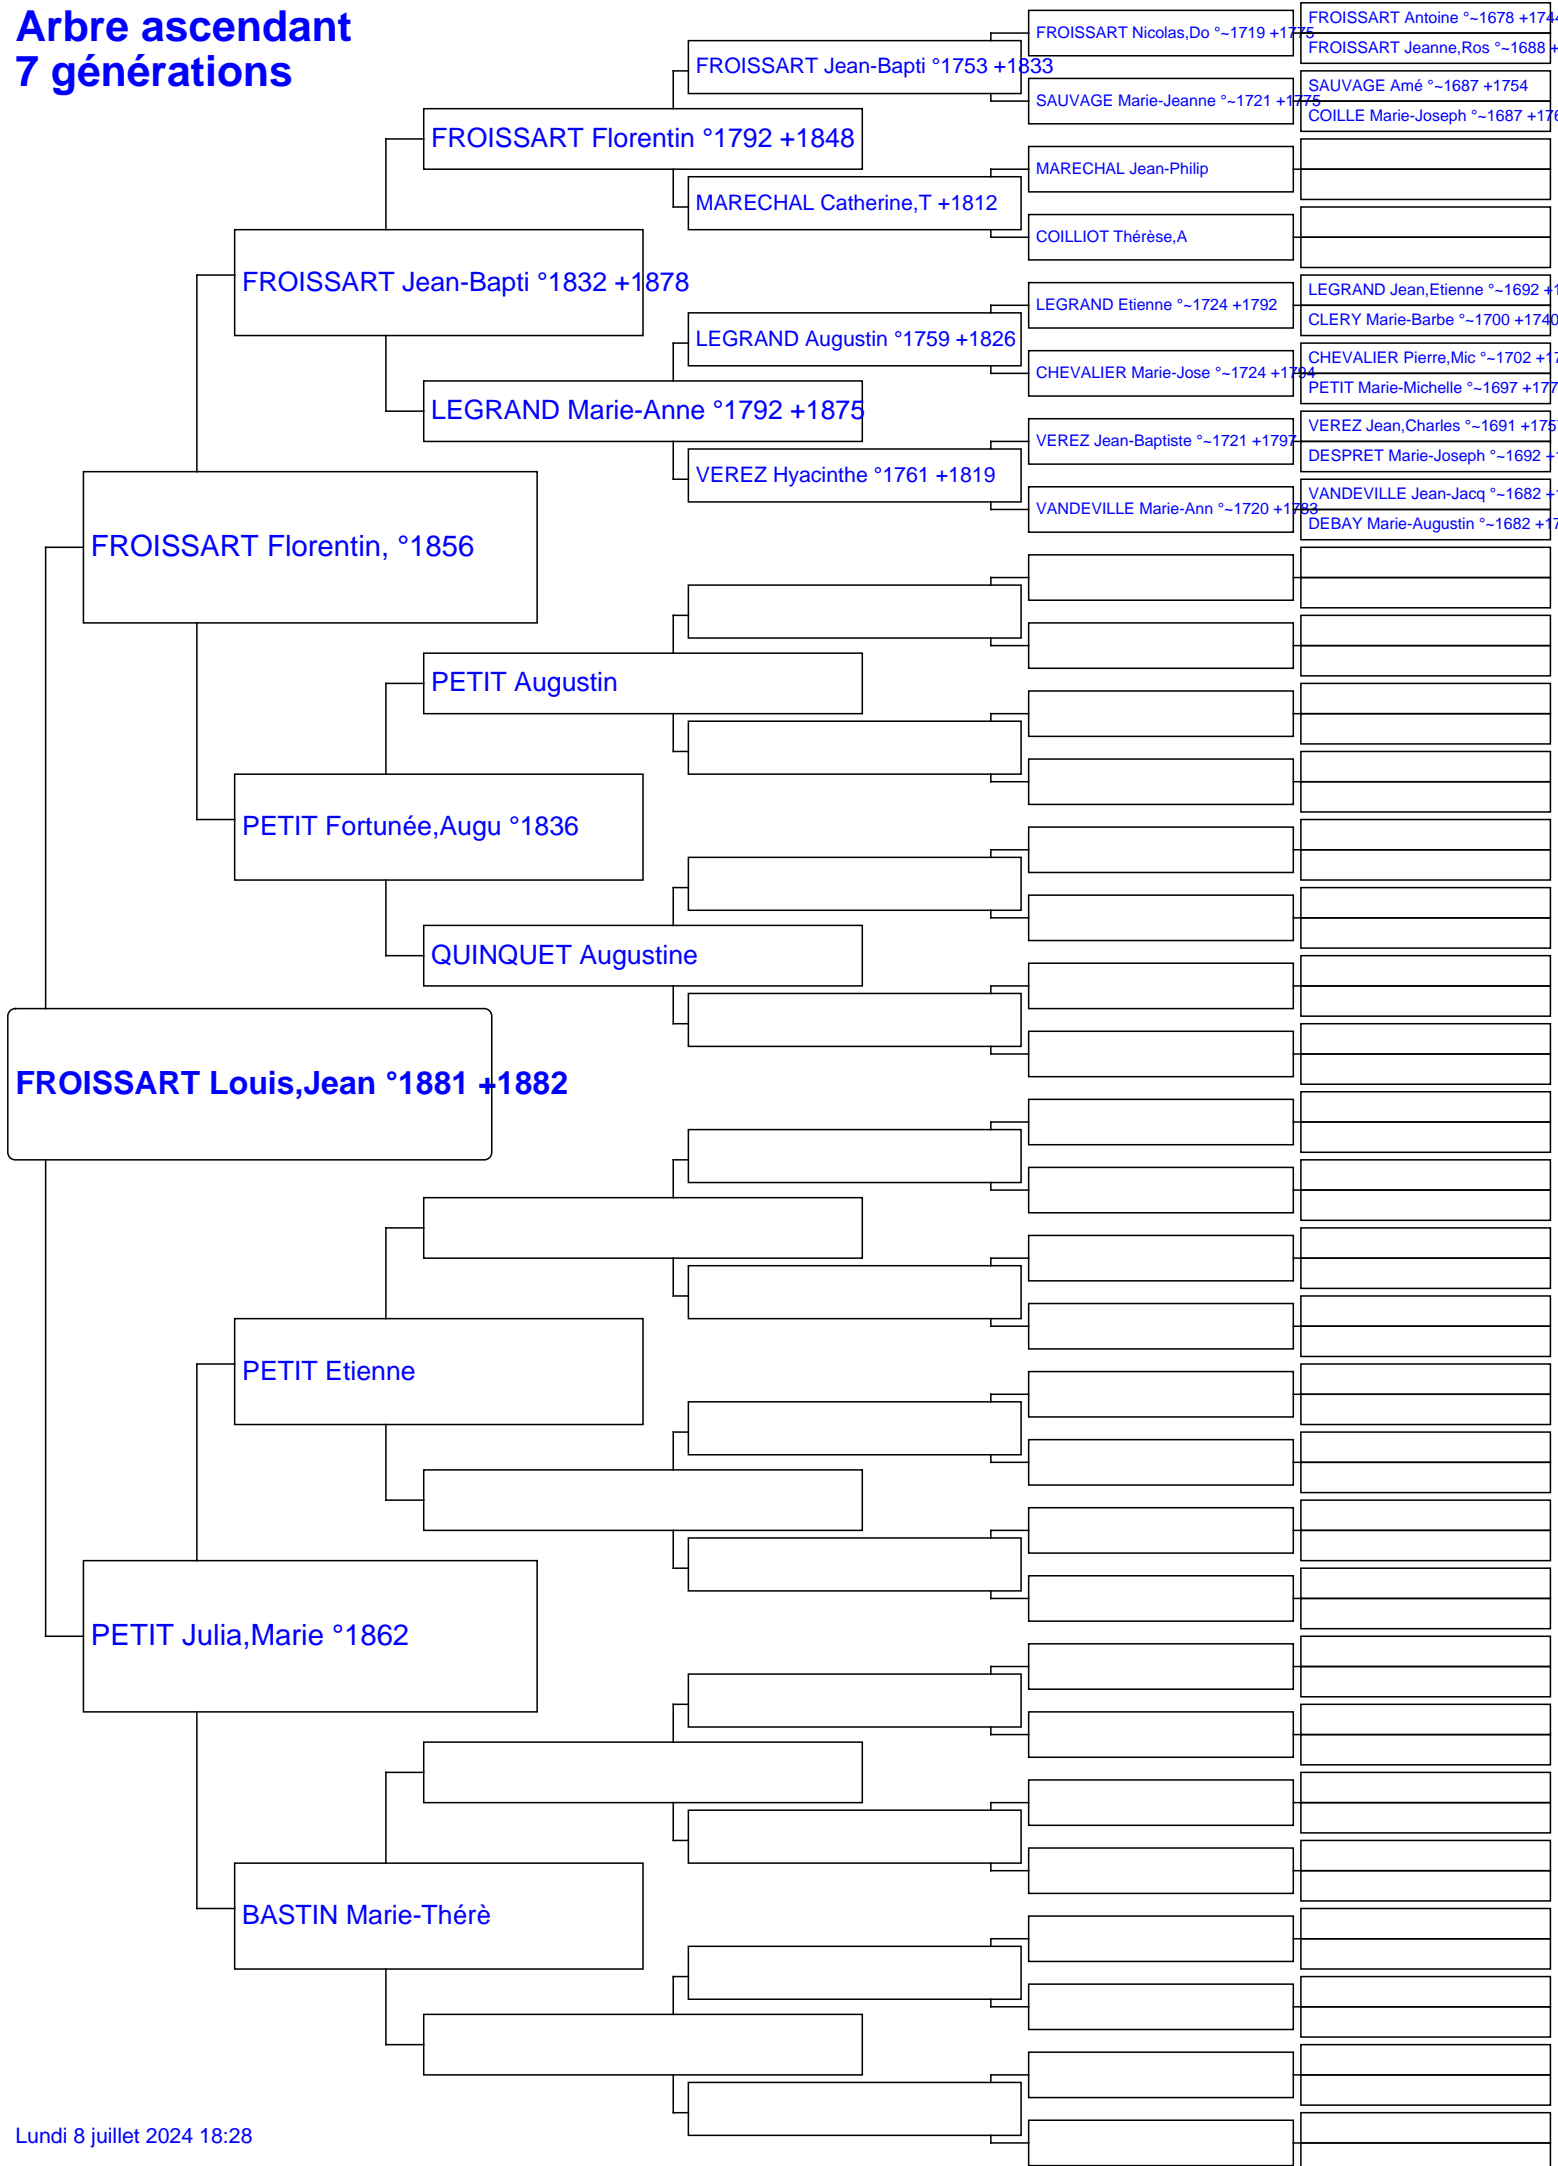 Arbre ascendant
7 générations
FROISSART Louis,Jean °1881 +1882
FROISSART Florentin, °1856
PETIT Julia,Marie °1862
FROISSART Jean-Bapti °1832 +1878
PETIT Fortunée,Augu °1836
PETIT Etienne
BASTIN Marie-Thérè
FROISSART Florentin °1792 +1848
LEGRAND Marie-Anne °1792 +1875
PETIT Augustin
QUINQUET Augustine
FROISSART Jean-Bapti °1753 +1833
MARECHAL Catherine,T +1812
LEGRAND Augustin °1759 +1826
VEREZ Hyacinthe °1761 +1819
FROISSART Nicolas,Do °~1719 +1775
SAUVAGE Marie-Jeanne °~1721 +1775
MARECHAL Jean-Philip
COILLIOT Thérèse,A
LEGRAND Etienne °~1724 +1792
CHEVALIER Marie-Jose °~1724 +1794
VEREZ Jean-Baptiste °~1721 +1797
VANDEVILLE Marie-Ann °~1720 +1783
FROISSART Antoine °~1678 +1744
FROISSART Jeanne,Ros °~1688 +
SAUVAGE Amé °~1687 +1754
COILLE Marie-Joseph °~1687 +176
LEGRAND Jean,Etienne °~1692 +1
CLERY Marie-Barbe °~1700 +1740
CHEVALIER Pierre,Mic °~1702 +17
PETIT Marie-Michelle °~1697 +177
VEREZ Jean,Charles °~1691 +175
DESPRET Marie-Joseph °~1692 +1
VANDEVILLE Jean-Jacq °~1682 +1
DEBAY Marie-Augustin °~1682 +17
Lundi 8 juillet 2024 18:28